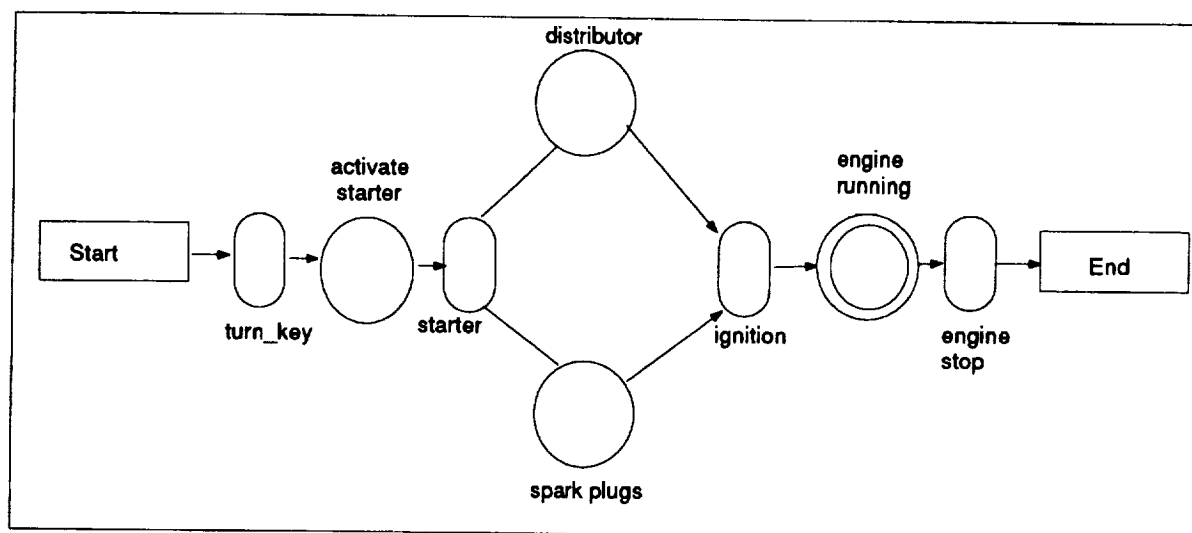 distributor
activate
starter
engine
running
Start
End
turn_key
starter
ignition
engine
stop
spark plugs